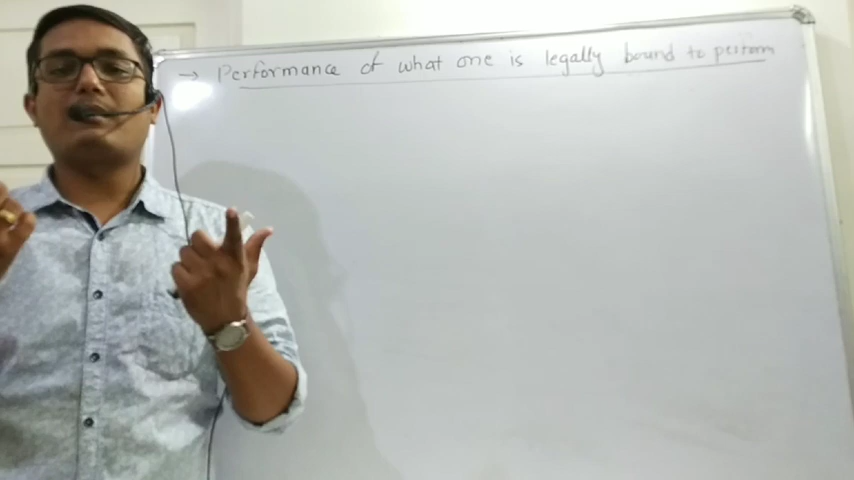 → Performance of what one is legally bound to perform